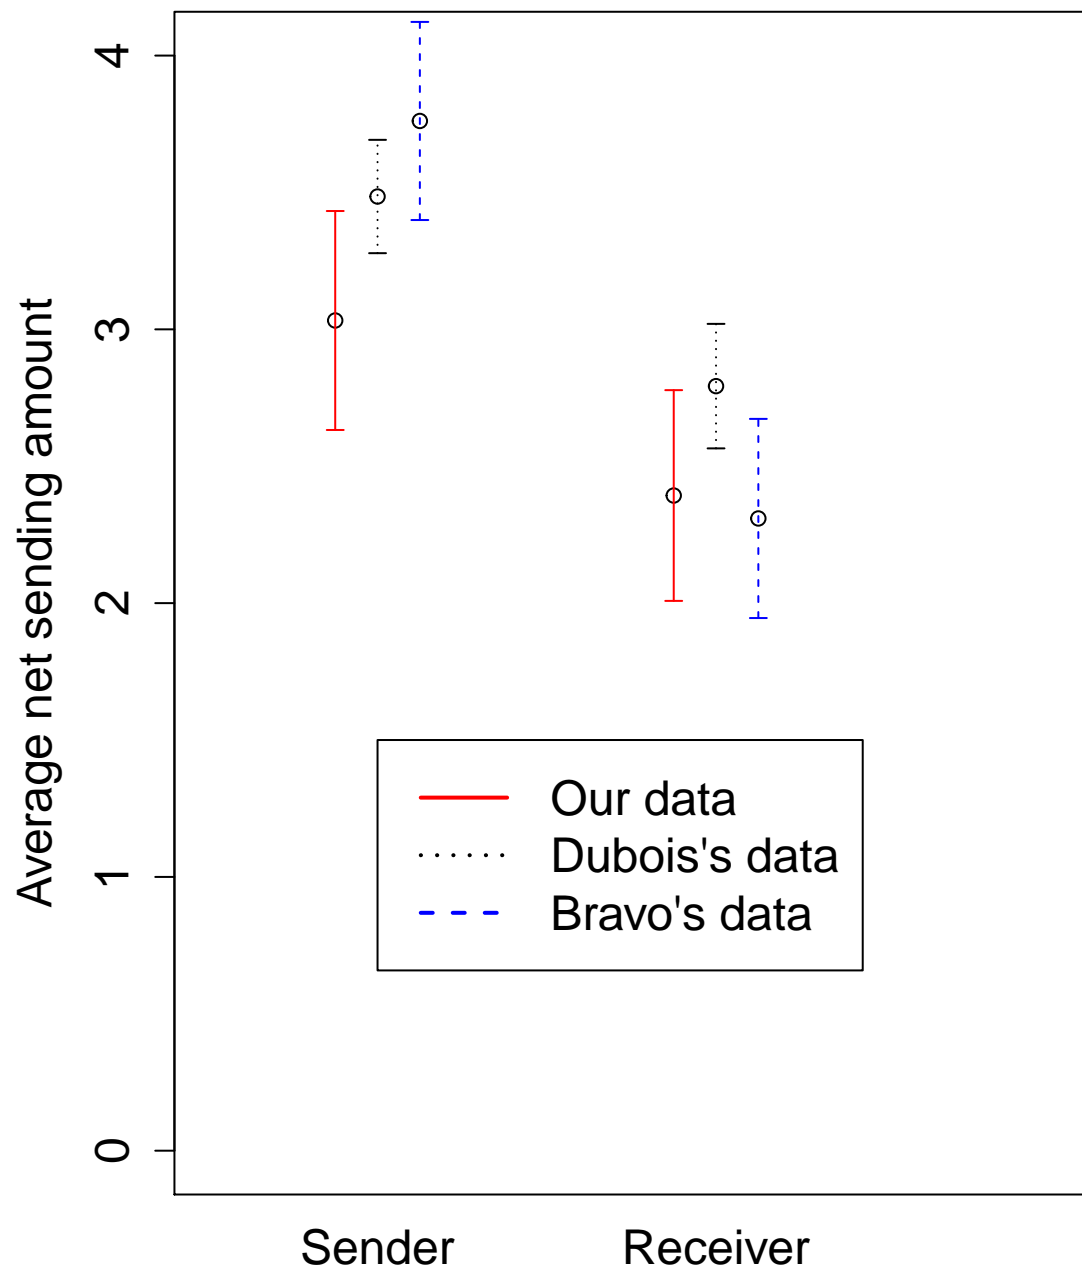 Average net sending amount
4
3
2
1
0
Our data
Dubois's data
Bravo's data
Sender
Receiver